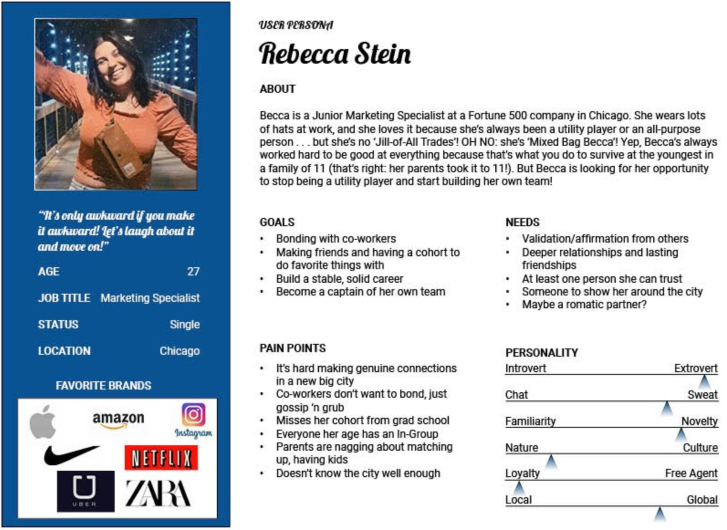 USER PERSONA
Rebecca Stein
ABOUT
Becca is a Junior Marketing Specialist at a Fortune 500 company in Chicago. She wears lots
of hats at work, and she loves it because she's always been a utility player or an all-purpose
person . . . but she's no 'Jill-of-All Trades'! OH NO: she's 'Mixed Bag Becca'! Yep, Becca's always
worked hard to be good at everything because that's what you do to survive at the youngest in
a family of 11 (that's right: her parents took it to 11!). But Becca is looking for her opportunity
to stop being a utility player and start building her own team!
"It's only awkward if you make
it awkward! Let's laugh about it
and move on!"
AGE 27
JOB TITLE Marketing Specialist
STATUS Single
LOCATION Chicago
FAVORITE BRANDS
amazon
Instagram
NETFLIX
UBER
ZARA
GOALS
• Bonding with co-workers
• Making friends and having a cohort to
do favorite things with
• Build a stable, solid career
• Become a captain of her own team
NEEDS
• Validation/affirmation from others
• Deeper relationships and lasting
friendships
• At least one person she can trust
• Someone to show her around the city
• Maybe a romatic partner?
PAIN POINTS
• It's hard making genuine connections
in a new big city
• Co-workers don't want to bond, just
gossip 'n grub
• Misses her cohort from grad school
• Everyone her age has an In-Group
• Parents are nagging about matching
up, having kids
• Doesn't know the city well enough
PERSONALITY
Introvert Extrovert
Chat Sweat
Familiarity Novelty
Nature Culture
Loyalty Free Agent
Local Global